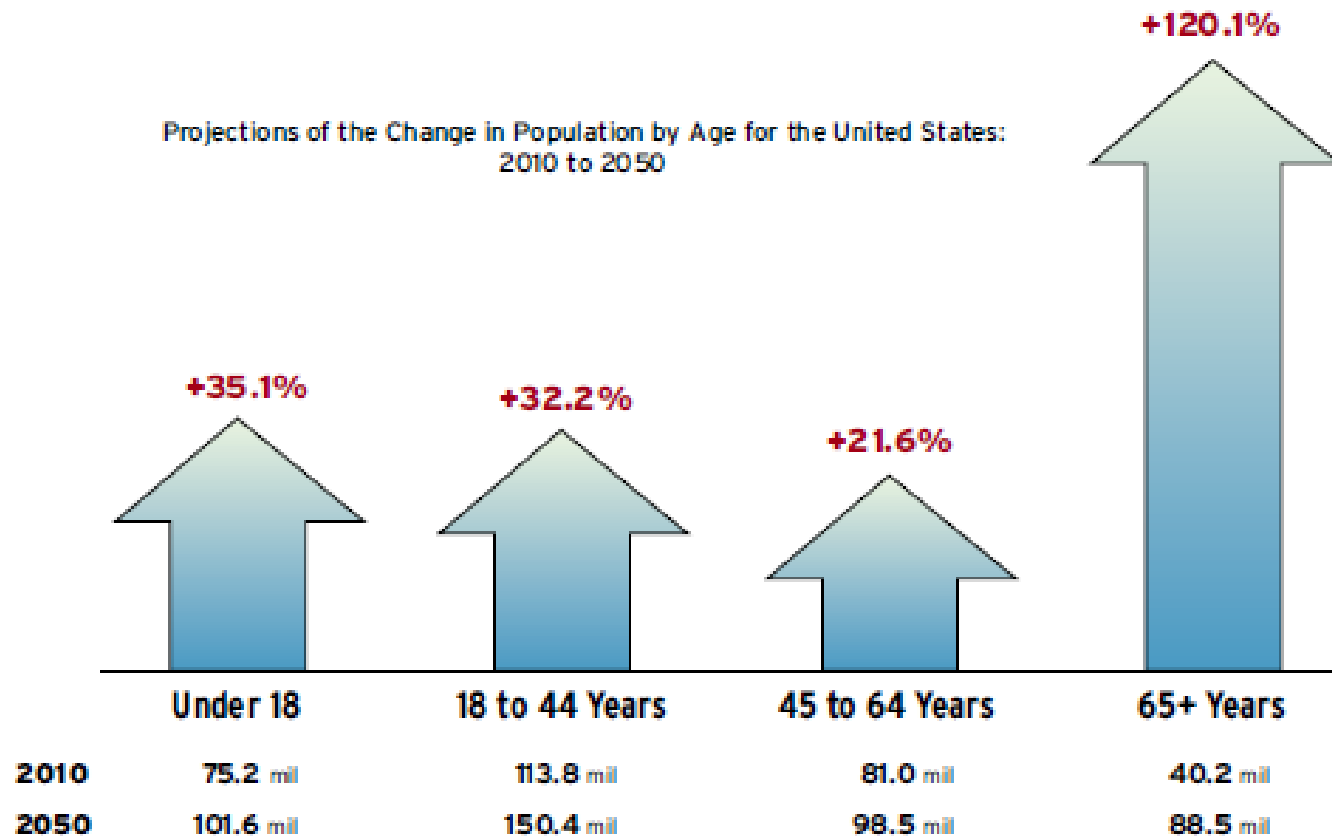 +120.1%
Projections of the Change in Population by Age for the United States:
2010 to 2050
+35.1%
+32.2%
+21.6%
Under 18 18 to 44 Years 45 to 64 Years 65+ Years
2010 75.2 mil 113.8 mil 81.0 mil 40.2 mil
2050 101.6 mil 150.4 mil 98.5 mil 88.5 mil